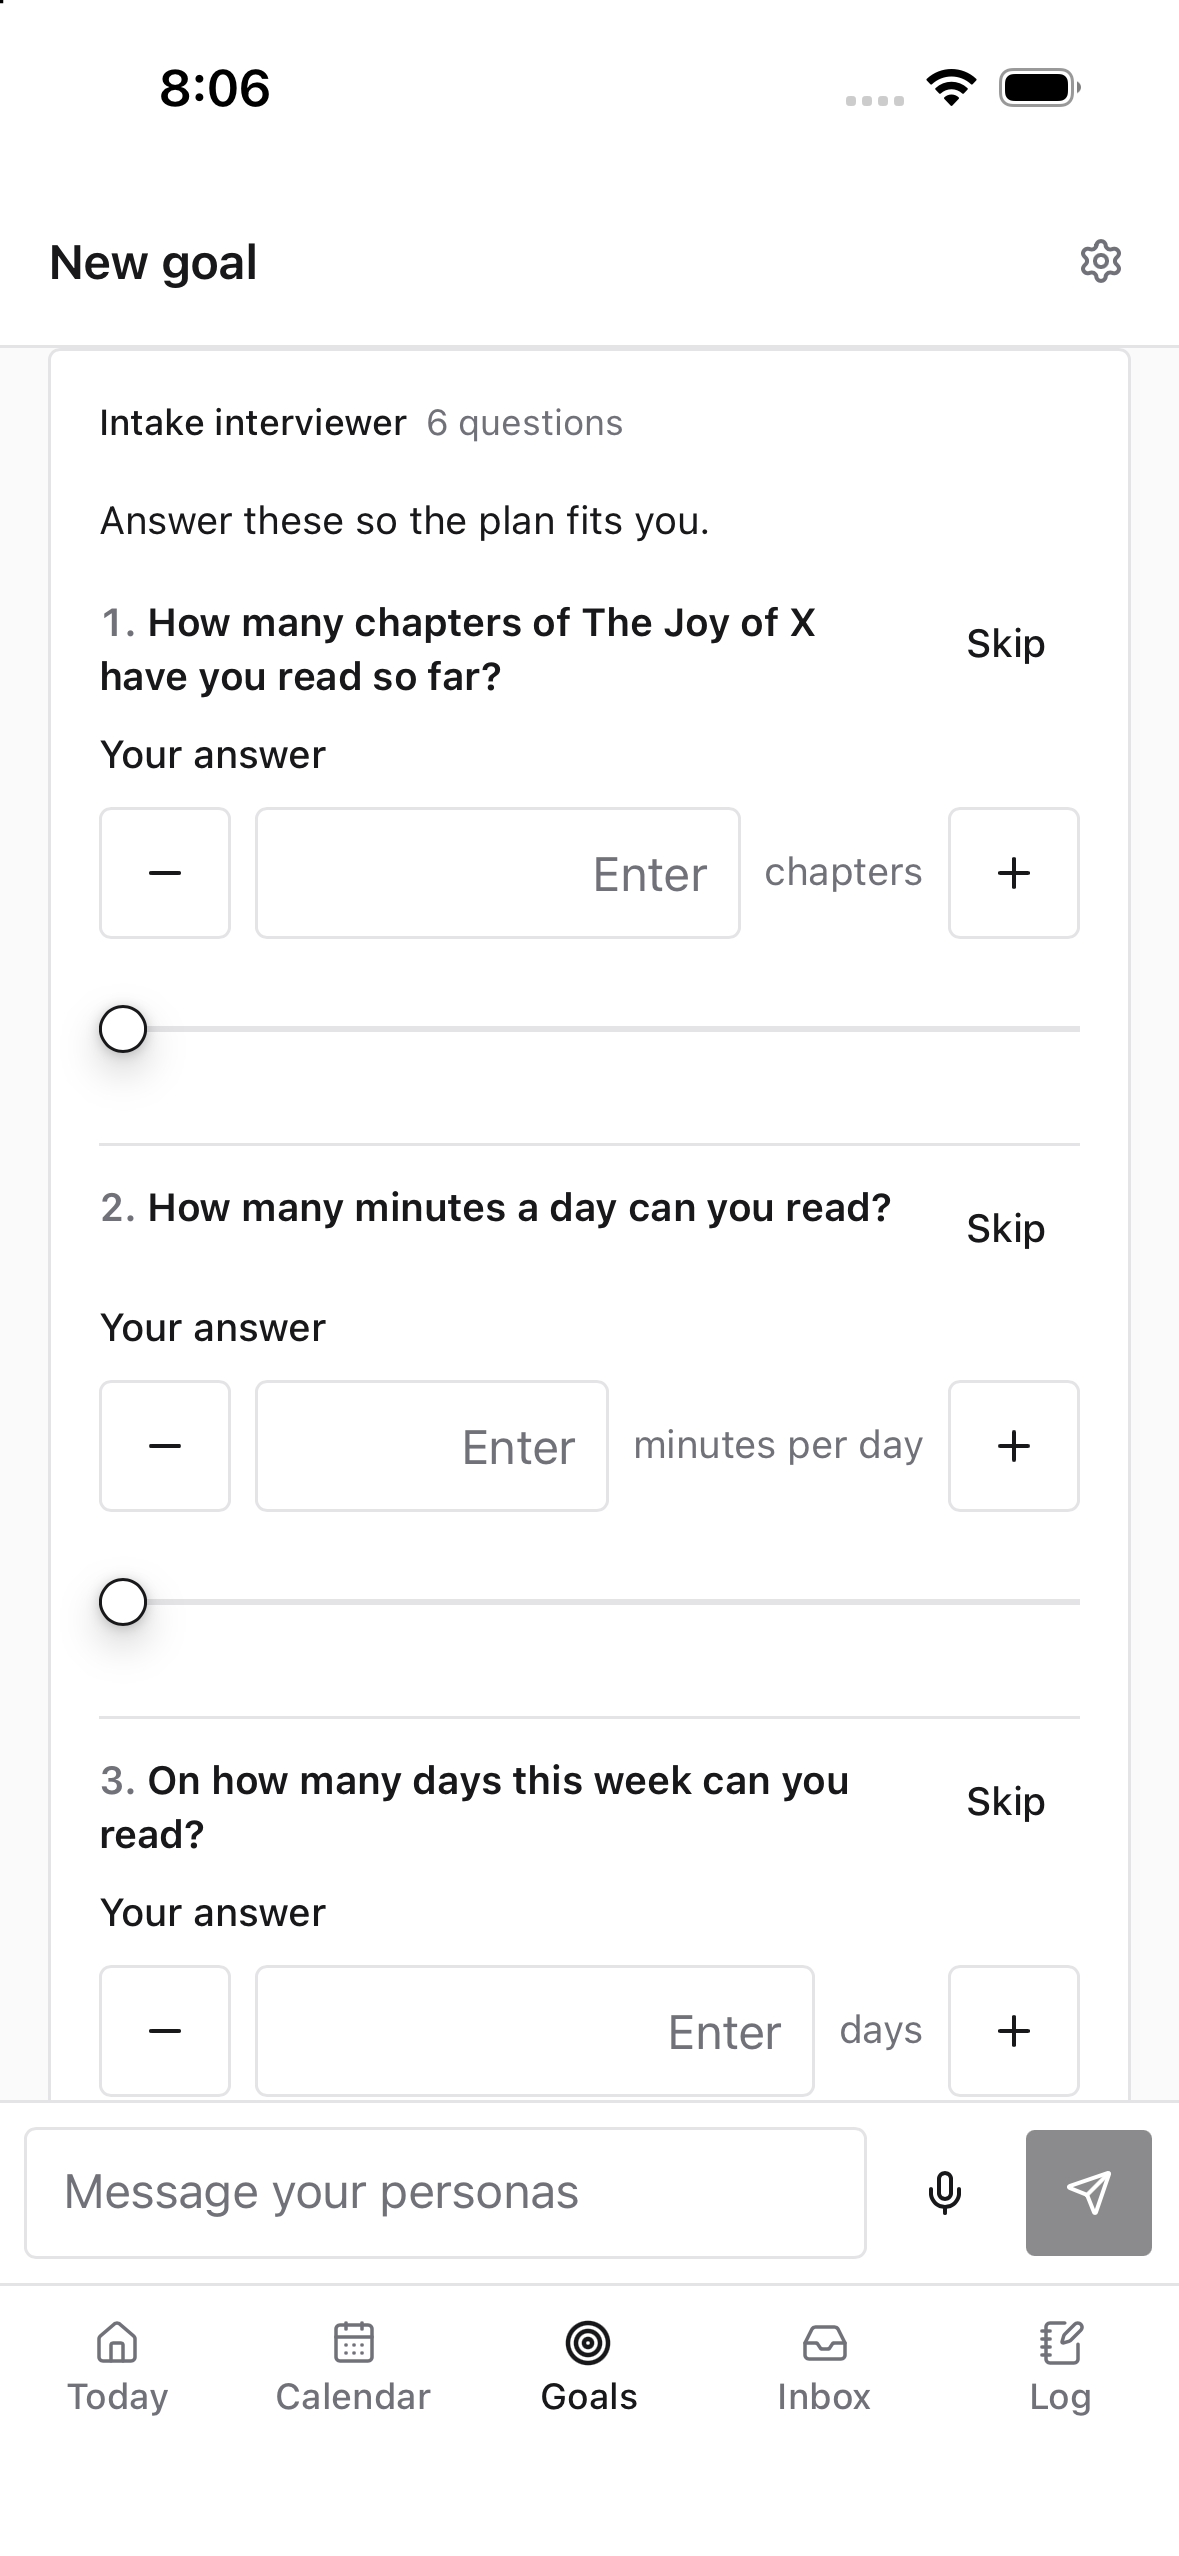 8:06
New goal
Intake interviewer 6 questions
Answer these so the plan fits you.
1. How many chapters of The Joy of X
have you read so far?
Skip
Your answer
Enter chapters
2. How many minutes a day can you read?
Skip
Your answer
Enter minutes per day
3. On how many days this week can you
read?
Skip
Your answer
Enter days
Message your personas
Today Calendar Goals Inbox Log